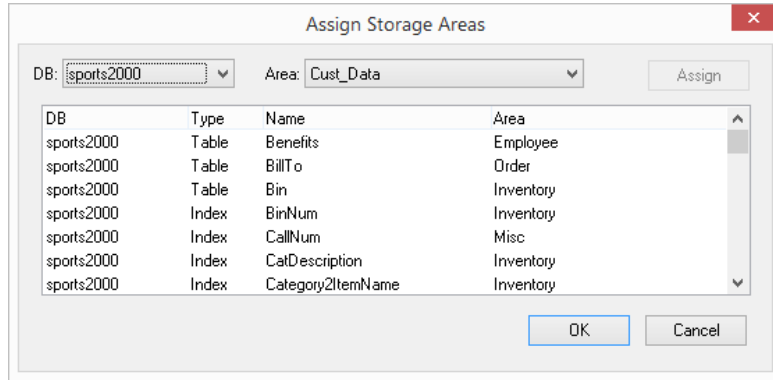 Assign Storage Areas
DB: sports2000 Area: Cust_Data Assign
DB Type Name Area
sports2000 Table Benefits Employee
sports2000 Table BillTo Order
sports2000 Table Bin Inventory
sports2000 Index BinNum Inventory
sports2000 Index CallNum Misc
sports2000 Index CatDescription Inventory
sports2000 Index Category2ItemName Inventory
OK Cancel